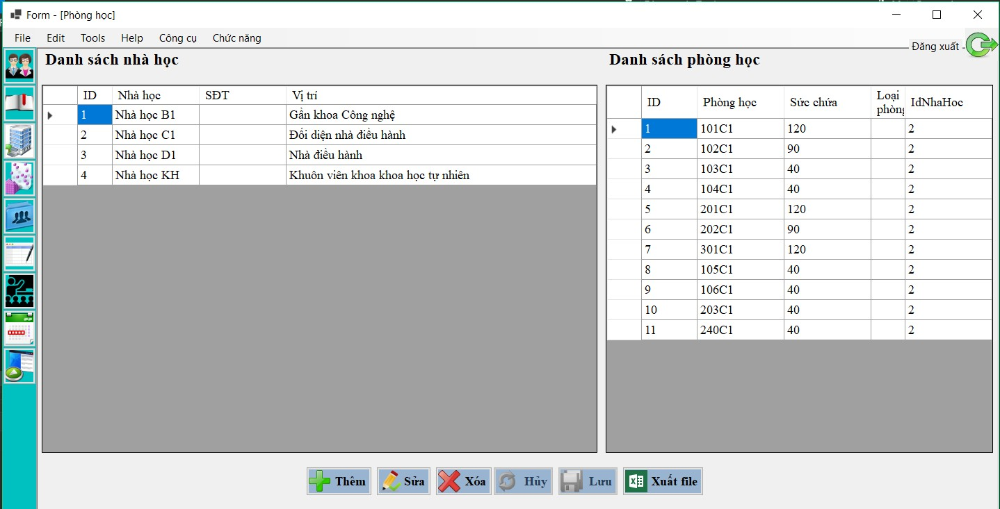 Form - [Phòng học]
File Edit Tools Help Công cụ Chức năng
Đăng xuất
Danh sách nhà học
ID Nhà học SĐT Vị trí
1 Nhà học B1 Gần khoa Công nghệ
2 Nhà học C1 Đối diện nhà điều hành
3 Nhà học D1 Nhà điều hành
4 Nhà học KH Khuôn viên khoa khoa học tự nhiên
Danh sách phòng học
ID Phòng học Sức chứa Loại phòng IdNhaHoc
1 101C1 120 2
2 102C1 90 2
3 103C1 40 2
4 104C1 40 2
5 201C1 120 2
6 202C1 90 2
7 301C1 120 2
8 105C1 40 2
9 106C1 40 2
10 203C1 40 2
11 240C1 40 2
Thêm Sửa Xóa Hủy Lưu Xuất file